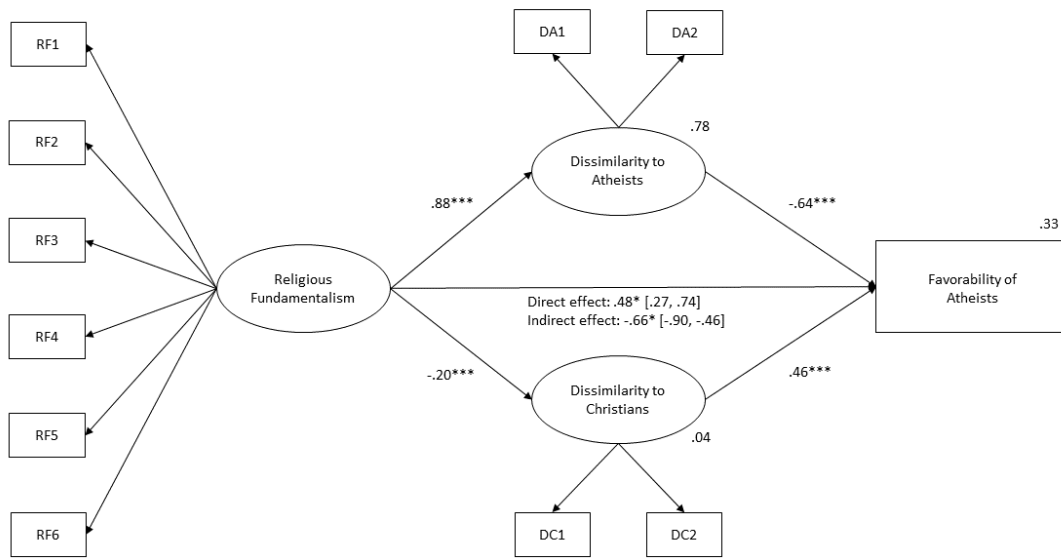 RF1
RF2
RF3
RF4
RF5
RF6
Religious
Fundamentalism
DA1
DA2
.78
Dissimilarity to
Atheists
.88***
-.64***
.33
Favorability of
Atheists
Direct effect: .48* [.27, .74]
Indirect effect: -.66* [-.90, -.46]
-.20***
.46***
Dissimilarity to
Christians
.04
DC1
DC2